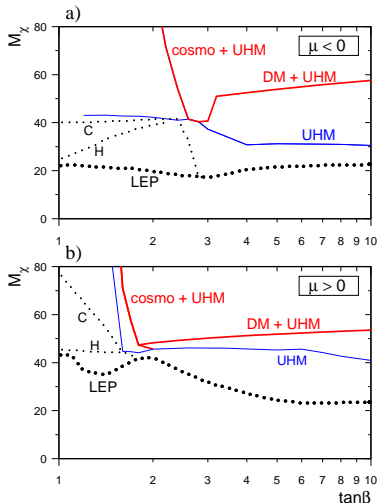 a)
M_χ
80
60
40
20
0
cosmo + UHM
μ < 0
DM + UHM
C
H
UHM
LEP
1 2 3 4 5 6 7 8 9 10
b)
M_χ
80
60
40
20
0
cosmo + UHM
μ > 0
C
DM + UHM
H
UHM
LEP
1 2 3 4 5 6 7 8 9 10
tanβ